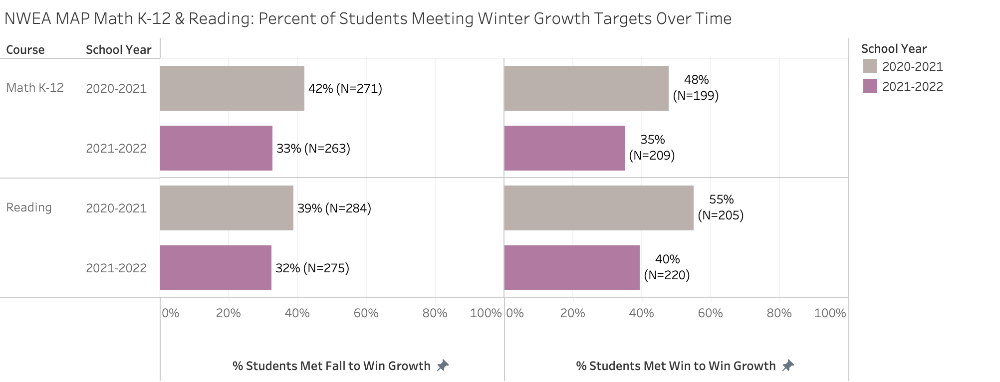 NWEA MAP Math K-12 & Reading: Percent of Students Meeting Winter Growth Targets Over Time
Course School Year
Math K-12 2020-2021 42% (N=271) 48%
(N=199)
2021-2022 33% (N=263) 35%
(N=209)
Reading 2020-2021 39% (N=284) 55%
(N=205)
2021-2022 32% (N=275) 40%
(N=220)
0% 20% 40% 60% 80% 100% 0% 20% 40% 60% 80% 100%
% Students Met Fall to Win Growth % Students Met Win to Win Growth
School Year
2020-2021
2021-2022